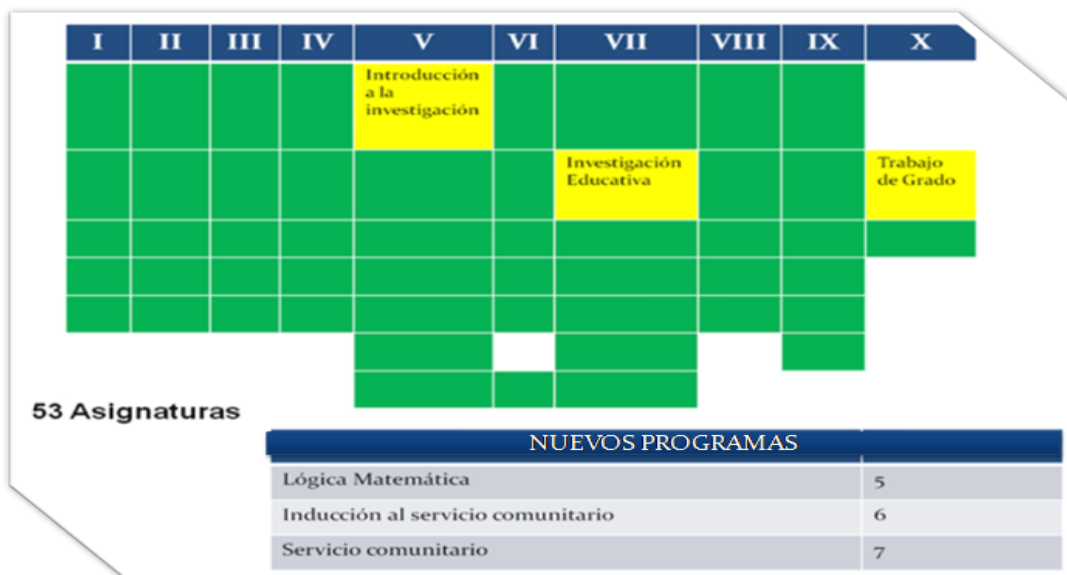 I II III IV V VI VII VIII IX X
Introducción
a la
investigación
Investigación
Educativa
Trabajo
de Grado
53 Asignaturas
NUEVOS PROGRAMAS
Lógica Matemática 5
Inducción al servicio comunitario 6
Servicio comunitario 7